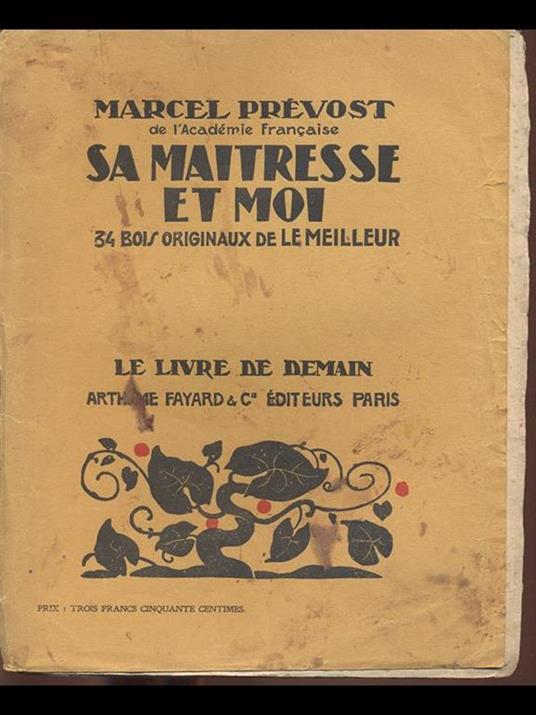 MARCEL PRÉVOST
de l'Académie Française
SA MAITRESSE
ET MOI
34 BOIS ORIGINAUX DE LE MEILLEUR
LE LIVRE DE DEMAIN
ARTHEME FAYARD & Cie ÉDITEURS PARIS
PRIX : TROIS FRANCS CINQUANTE CENTIMES.